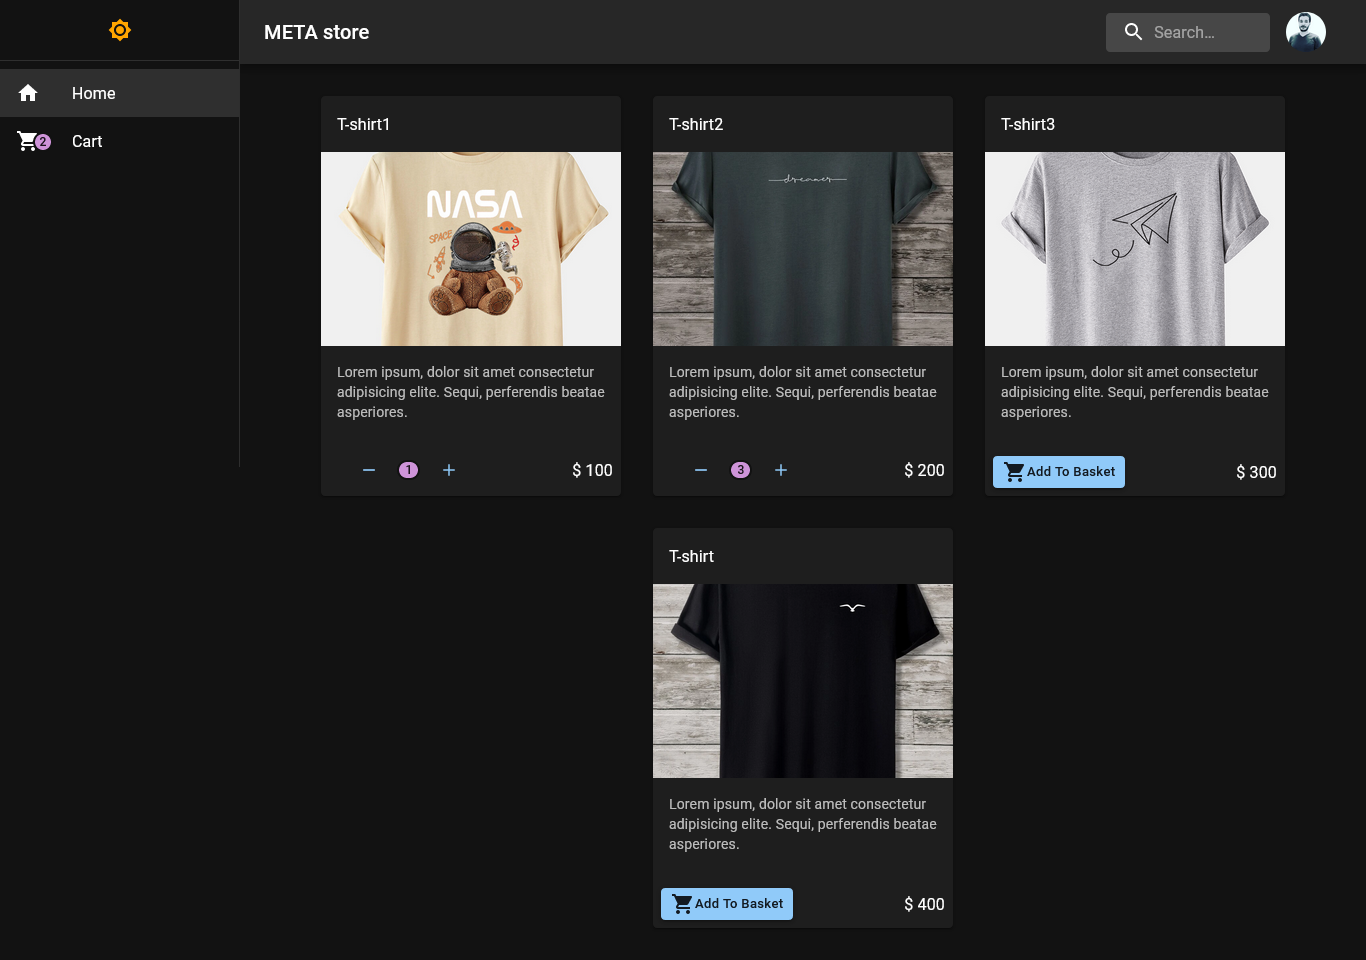 META store
Search…
Home
2
Cart
T-shirt1
NASA
SPACE
Lorem ipsum, dolor sit amet consectetur
adipisicing elite. Sequi, perferendis beatae
asperiores.
1
$ 100
T-shirt2
dreamer
Lorem ipsum, dolor sit amet consectetur
adipisicing elite. Sequi, perferendis beatae
asperiores.
3
$ 200
T-shirt3
Lorem ipsum, dolor sit amet consectetur
adipisicing elite. Sequi, perferendis beatae
asperiores.
Add To Basket
$ 300
T-shirt
Lorem ipsum, dolor sit amet consectetur
adipisicing elite. Sequi, perferendis beatae
asperiores.
Add To Basket
$ 400